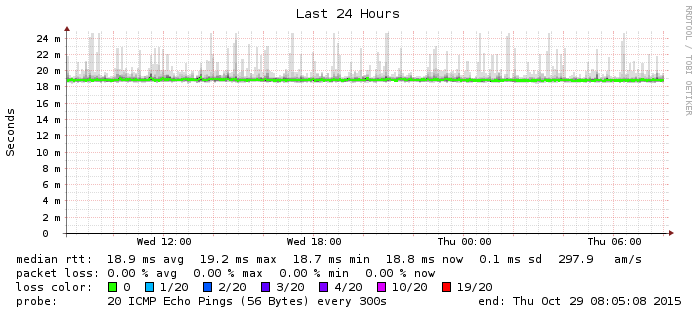 Last 24 Hours
RRDTOOL / TOBI OETIKER
Seconds
24 m
22 m
20 m
18 m
16 m
14 m
12 m
10 m
8 m
6 m
4 m
2 m
0
Wed 12:00 Wed 18:00 Thu 00:00 Thu 06:00
median rtt: 18.9 ms avg 19.2 ms max 18.7 ms min 18.8 ms now 0.1 ms sd 297.9 am/s
packet loss: 0.00 % avg 0.00 % max 0.00 % min 0.00 % now
loss color: 0 1/20 2/20 3/20 4/20 10/20 19/20
probe: 20 ICMP Echo Pings (56 Bytes) every 300s end: Thu Oct 29 08:05:08 2015